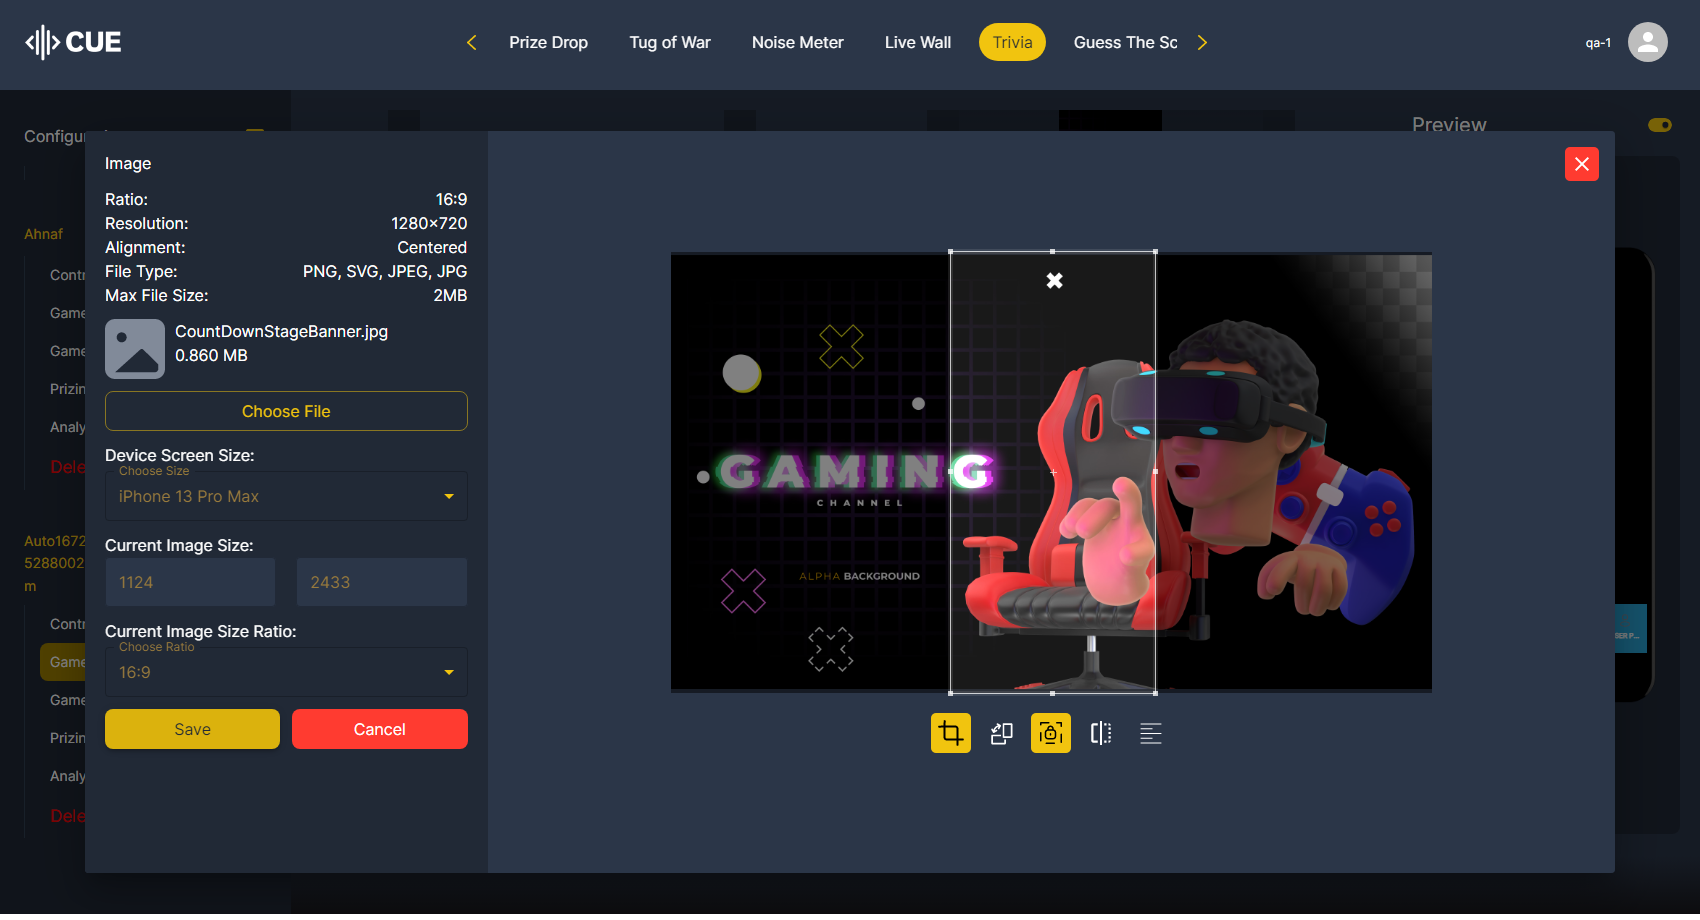 CUE
Prize Drop
Tug of War
Noise Meter
Live Wall
Trivia
Guess The Sc
qa-1
Preview
Ahnaf
Contr
Game
Game
Prizin
Analy
Dele
Auto1672
5288002
m
Contr
Game
Game
Prizin
Analy
Dele
Image
Ratio: 16:9
Resolution: 1280×720
Alignment: Centered
File Type: PNG, SVG, JPEG, JPG
Max File Size: 2MB
CountDownStageBanner.jpg
0.860 MB
Choose File
Device Screen Size:
Choose Size
iPhone 13 Pro Max
Current Image Size:
1124 2433
Current Image Size Ratio:
Choose Ratio
16:9
Save
Cancel
GAMING
CHANNEL
ALPHA BACKGROUND